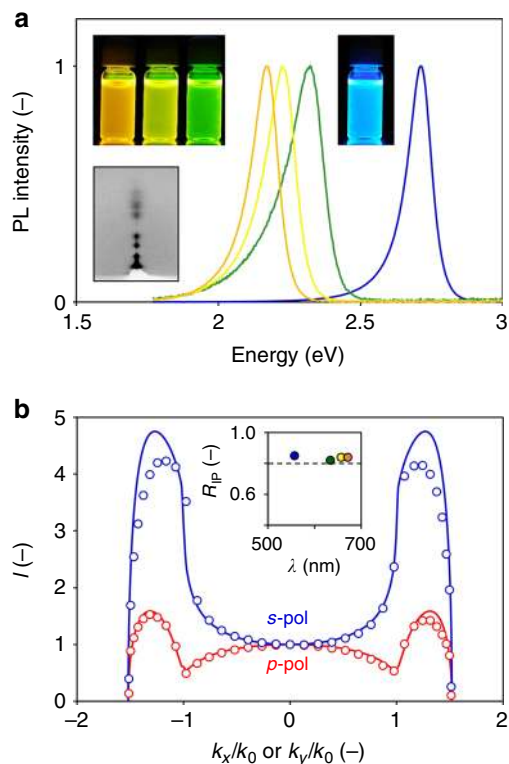 a
PL intensity (–)
1
0
1.5
2
2.5
3
Energy (eV)
b
I (–)
5
4
3
2
1
0
R_IP (–)
1.0
0.6
500
700
λ (nm)
s-pol
p-pol
−2
−1
0
1
2
k_x/k_0 or k_y/k_0 (–)